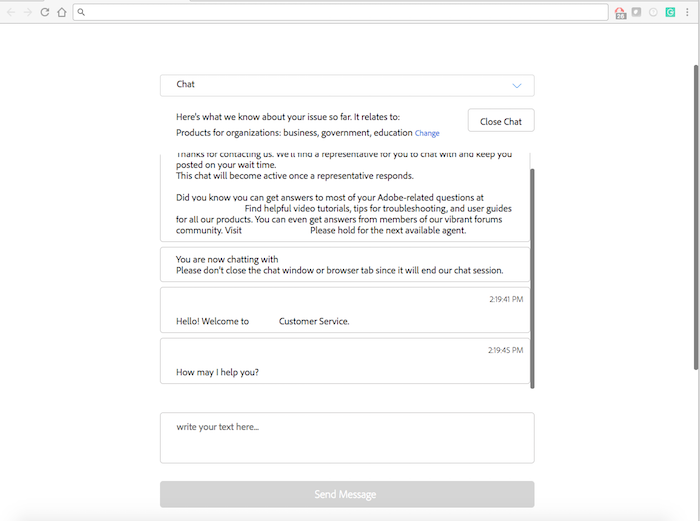 26
Chat
Here's what we know about your issue so far. It relates to:
Products for organizations: business, government, education Change
Close Chat
Thanks for contacting us. We'll find a representative for you to chat with and keep you
posted on your wait time.
This chat will become active once a representative responds.
Did you know you can get answers to most of your Adobe-related questions at
Find helpful video tutorials, tips for troubleshooting, and user guides
for all our products. You can even get answers from members of our vibrant forums
community. Visit Please hold for the next available agent.
You are now chatting with
Please don't close the chat window or browser tab since it will end our chat session.
2:19:41 PM
Hello! Welcome to Customer Service.
2:19:45 PM
How may I help you?
write your text here...
Send Message